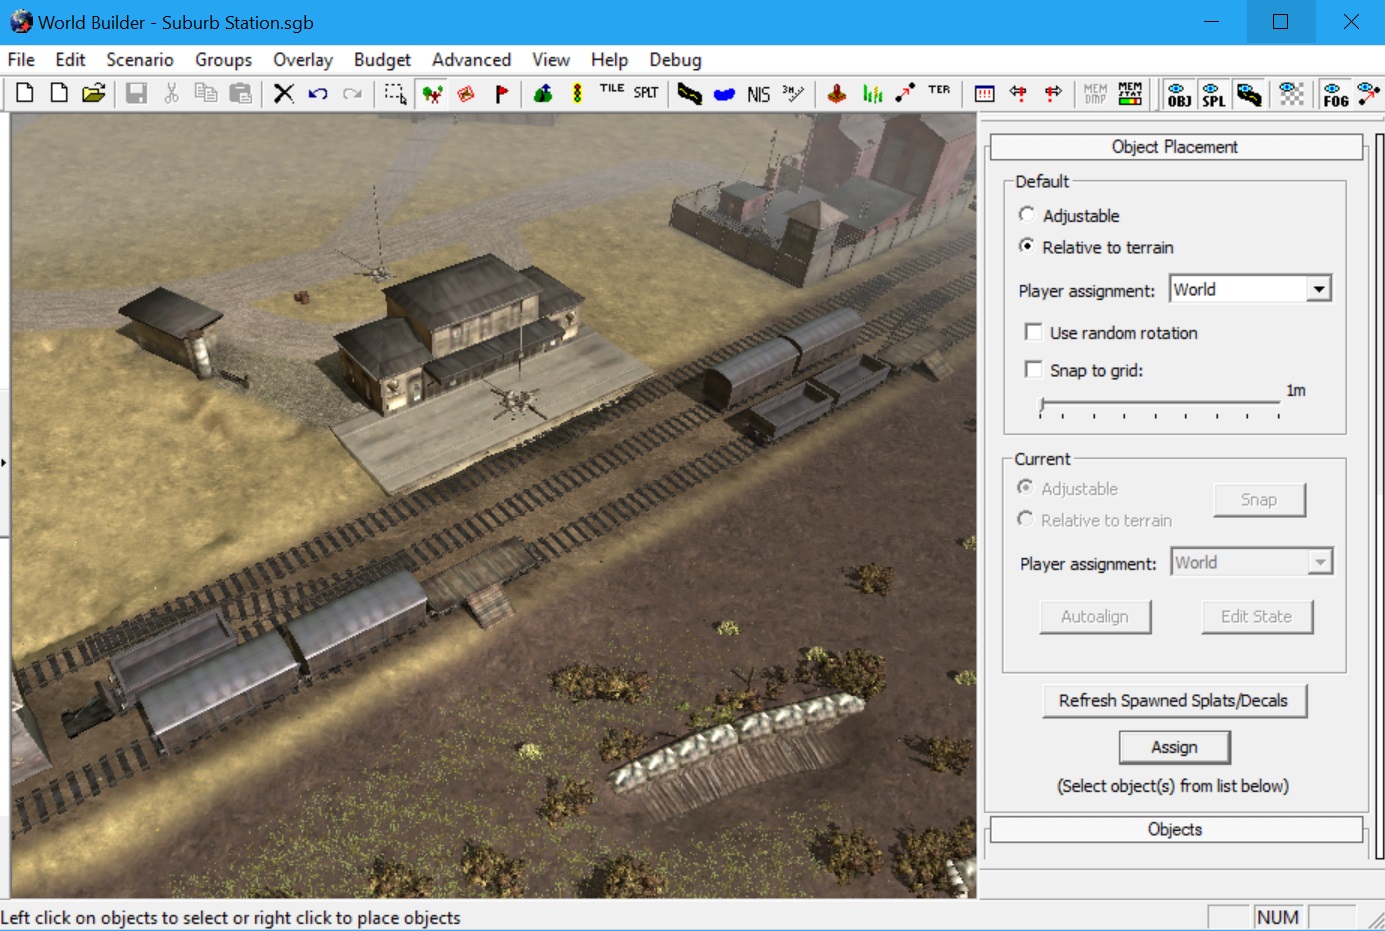 World Builder - Suburb Station.sgb
File Edit Scenario Groups Overlay Budget Advanced View Help Debug
TILE SPLT NIS 3M TER MEM DMP MEM STAT OBJ SPL FOG
Object Placement
Default
Adjustable
Relative to terrain
Player assignment: World
Use random rotation
Snap to grid:
1m
Current
Adjustable
Snap
Relative to terrain
Player assignment: World
Autoalign Edit State
Refresh Spawned Splats/Decals
Assign
(Select object(s) from list below)
Objects
Left click on objects to select or right click to place objects
NUM